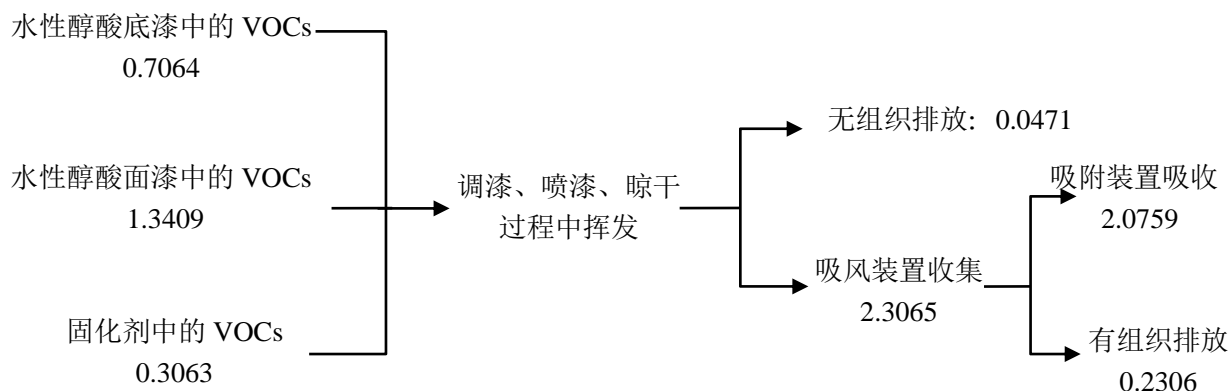 水性醇酸底漆中的 VOCs
0.7064
水性醇酸面漆中的 VOCs
1.3409
固化剂中的 VOCs
0.3063
调漆、喷漆、晾干
过程中挥发
无组织排放：0.0471
吸风装置收集
2.3065
吸附装置吸收
2.0759
有组织排放
0.2306